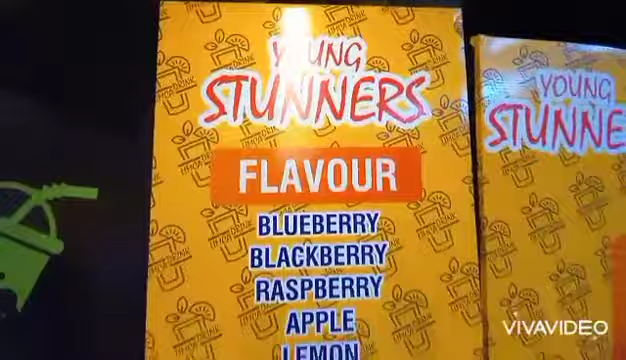 YOUNG
STUNNERS
FLAVOUR
BLUEBERRY
BLACKBERRY
RASPBERRY
APPLE
LEMON
YOUNG
STUNNE
VIVAVIDEO